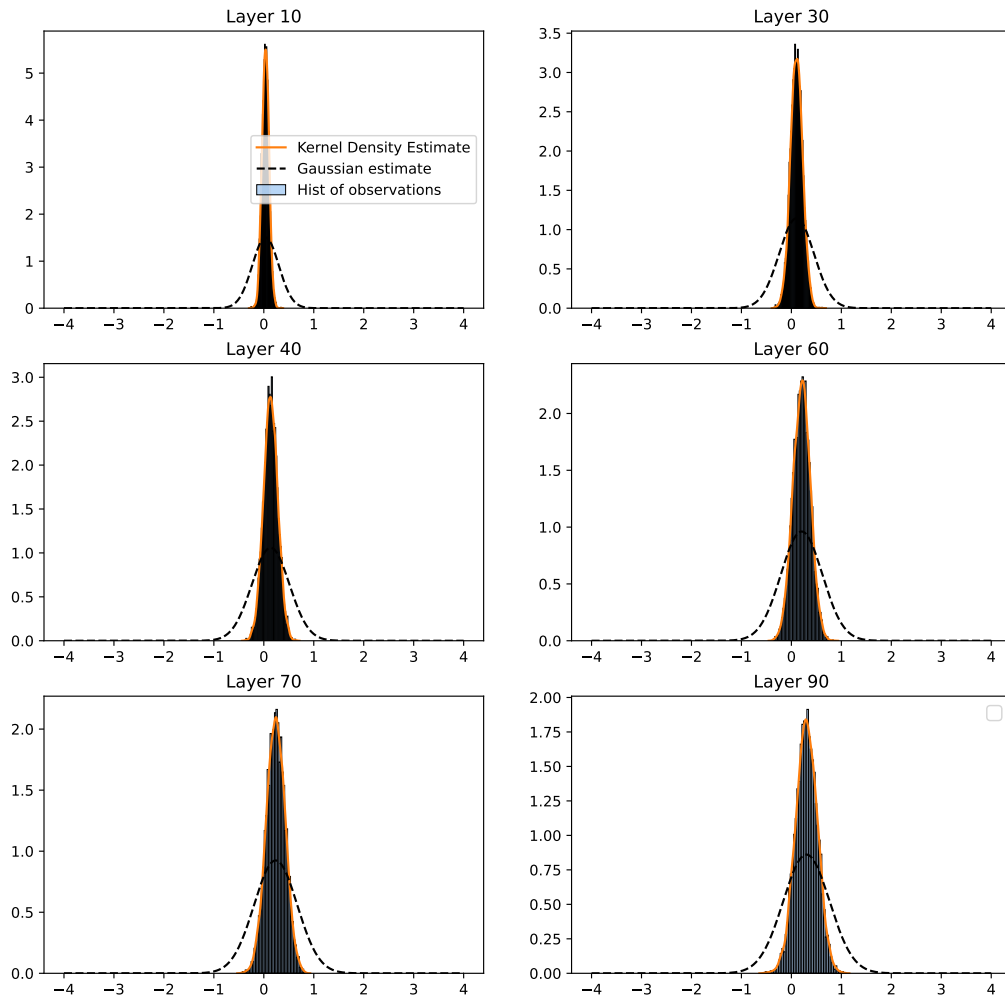 Layer 10
5
4
3
2
1
0
−4 −3 −2 −1 0 1 2 3 4
Kernel Density Estimate
Gaussian estimate
Hist of observations
Layer 30
3.5
3.0
2.5
2.0
1.5
1.0
0.5
0.0
−4 −3 −2 −1 0 1 2 3 4
Layer 40
3.0
2.5
2.0
1.5
1.0
0.5
0.0
−4 −3 −2 −1 0 1 2 3 4
Layer 60
2.0
1.5
1.0
0.5
0.0
−4 −3 −2 −1 0 1 2 3 4
Layer 70
2.0
1.5
1.0
0.5
0.0
−4 −3 −2 −1 0 1 2 3 4
Layer 90
2.00
1.75
1.50
1.25
1.00
0.75
0.50
0.25
0.00
−4 −3 −2 −1 0 1 2 3 4